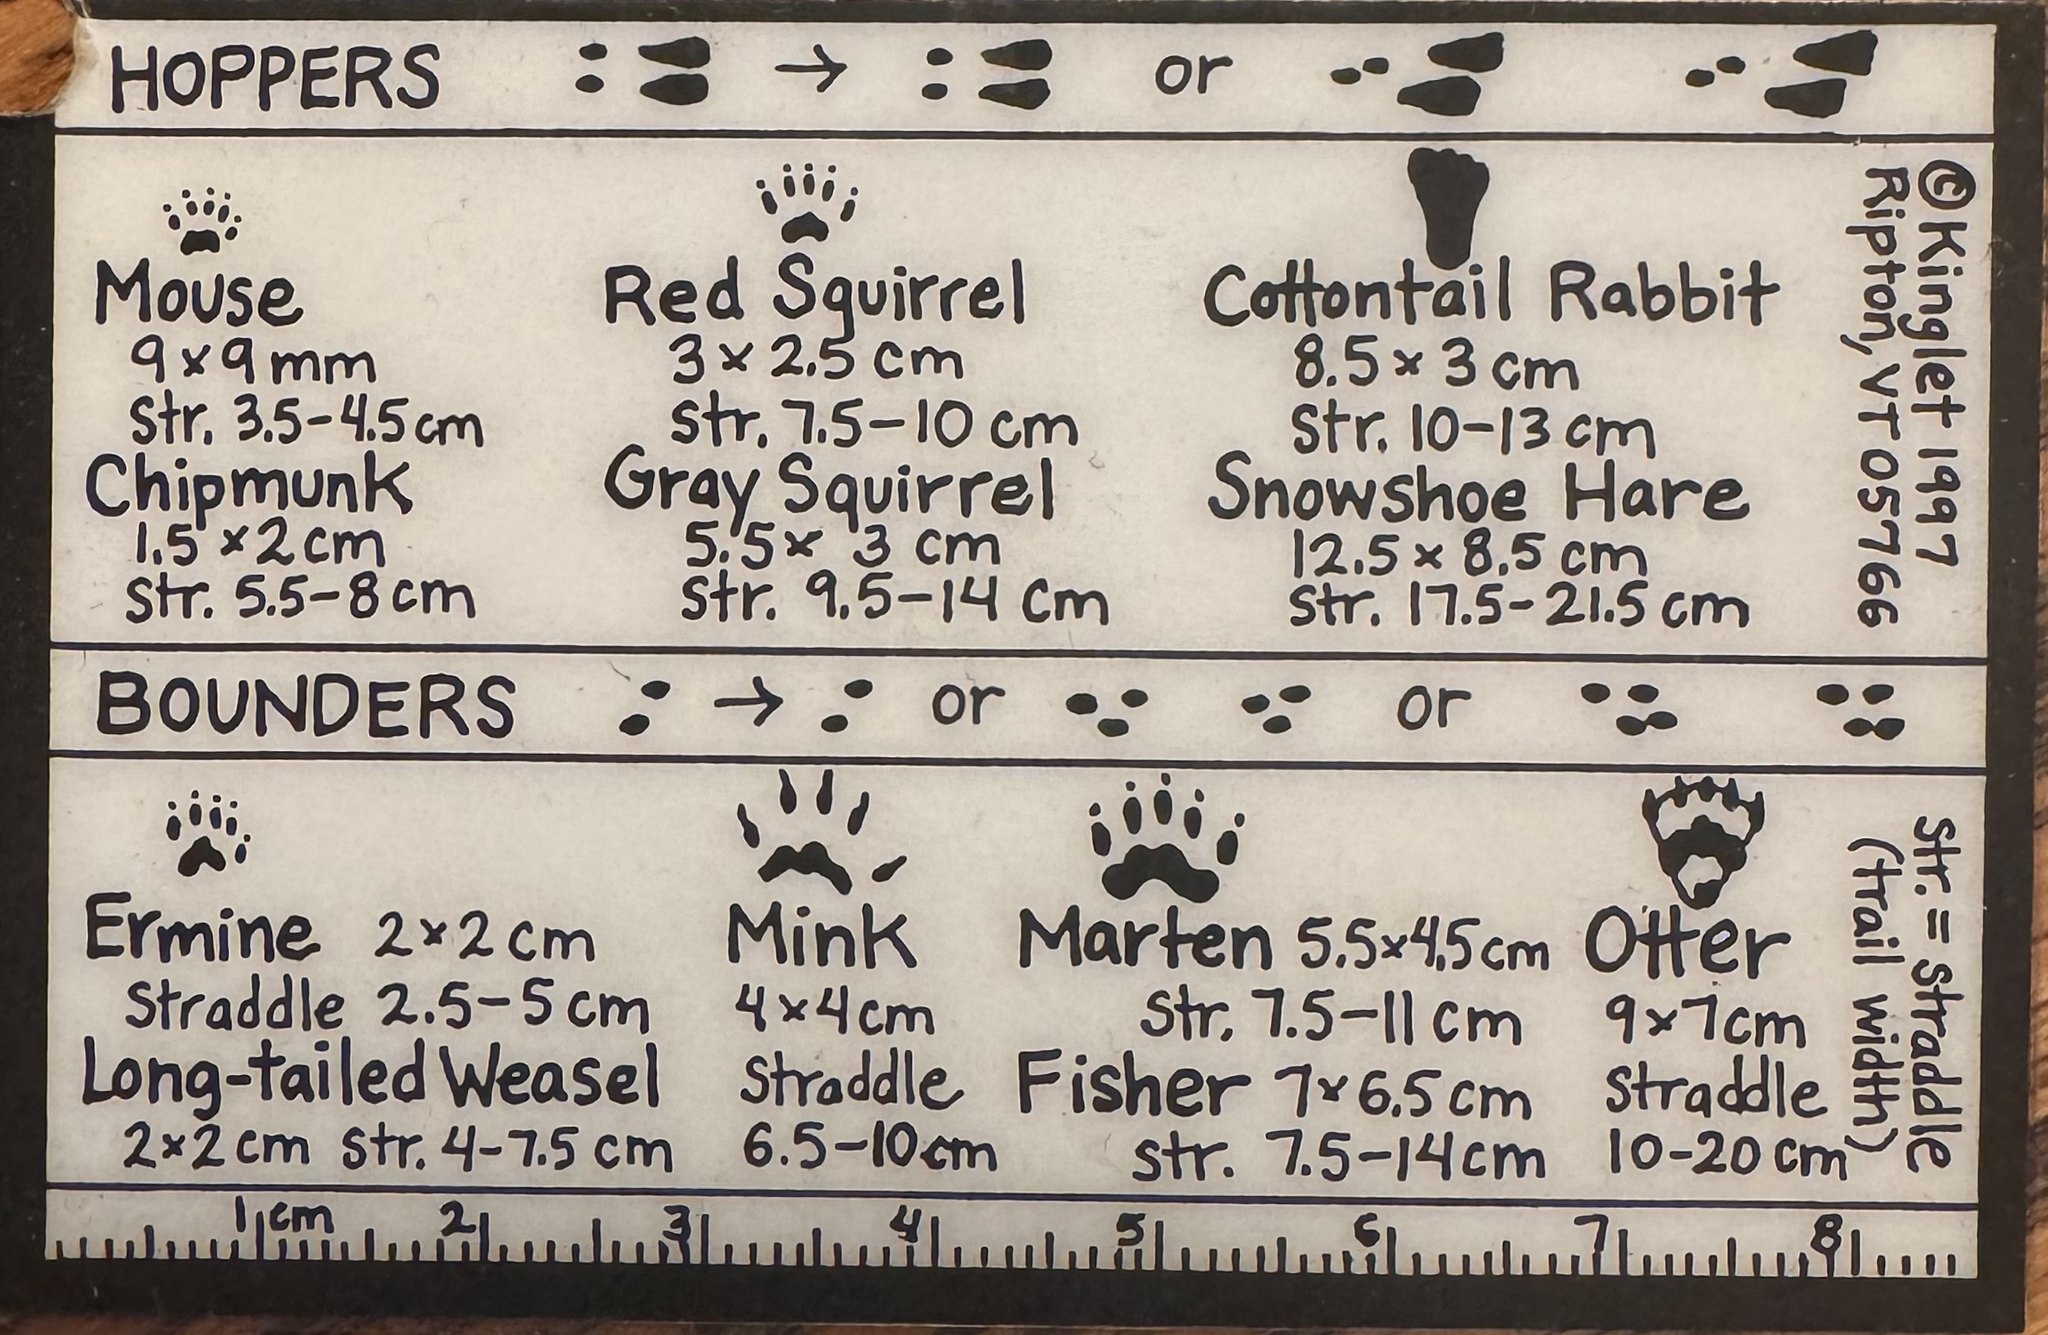 HOPPERS → or
Mouse
9 x 9 mm
str. 3.5-4.5 cm
Chipmunk
1.5 x 2 cm
str. 5.5-8 cm
Red Squirrel
3 x 2.5 cm
str. 7.5-10 cm
Gray Squirrel
5.5 x 3 cm
str. 9.5-14 cm
Cottontail Rabbit
8.5 x 3 cm
str. 10-13 cm
Snowshoe Hare
12.5 x 8.5 cm
str. 17.5-21.5 cm
© Kinglet 1997
Ripton, VT 05766
BOUNDERS → or or
Ermine 2 x 2 cm
straddle 2.5-5 cm
Long-tailed Weasel
2 x 2 cm str. 4-7.5 cm
Mink
4 x 4 cm
straddle
6.5-10 cm
Marten 5.5 x 4.5 cm
str. 7.5-11 cm
Fisher 7 x 6.5 cm
str. 7.5-14 cm
Otter
9 x 7 cm
straddle
10-20 cm
str. = straddle
(trail width)
1 cm 2 3 4 5 6 7 8